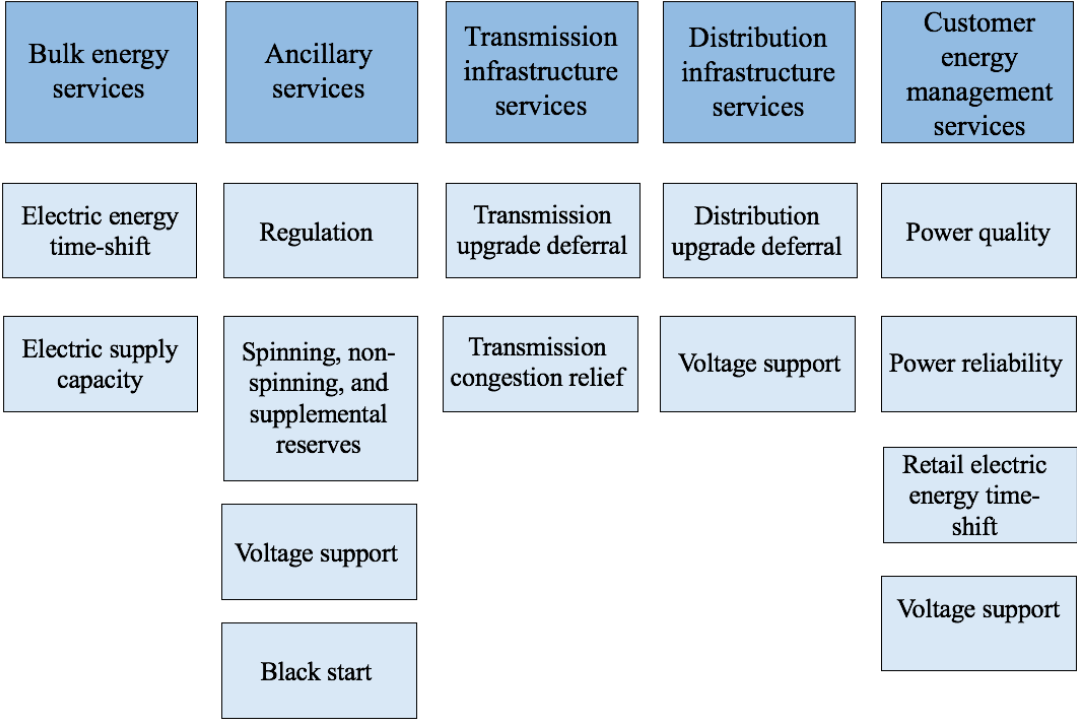 Bulk energy
services
Ancillary
services
Transmission
infrastructure
services
Distribution
infrastructure
services
Customer
energy
management
services
Electric energy
time-shift
Regulation
Transmission
upgrade deferral
Distribution
upgrade deferral
Power quality
Electric supply
capacity
Spinning, non-
spinning, and
supplemental
reserves
Transmission
congestion relief
Voltage support
Power reliability
Retail electric
energy time-
shift
Voltage support
Voltage support
Black start